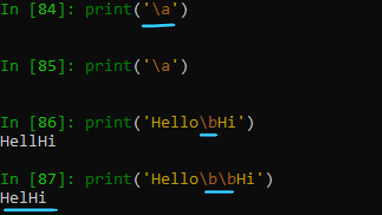 In [84]: print('\a')
In [85]: print('\a')
In [86]: print('Hello\bHi')
HellHi
In [87]: print('Hello\b\bHi')
HelHi